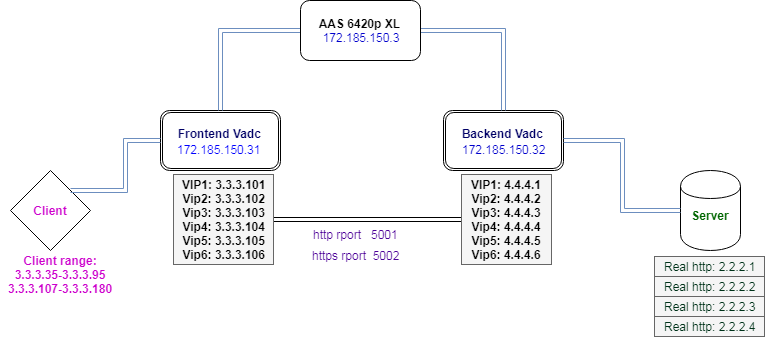 AAS 6420p XL
172.185.150.3
Frontend Vadc
172.185.150.31
Backend Vadc
172.185.150.32
VIP1: 3.3.3.101
Vip2: 3.3.3.102
Vip3: 3.3.3.103
Vip4: 3.3.3.104
Vip5: 3.3.3.105
Vip6: 3.3.3.106
VIP1: 4.4.4.1
Vip2: 4.4.4.2
Vip3: 4.4.4.3
Vip4: 4.4.4.4
Vip5: 4.4.4.5
Vip6: 4.4.4.6
Client
Client range:
3.3.3.35-3.3.3.95
3.3.3.107-3.3.3.180
http rport 5001
https rport 5002
Server
Real http: 2.2.2.1
Real http: 2.2.2.2
Real http: 2.2.2.3
Real http: 2.2.2.4